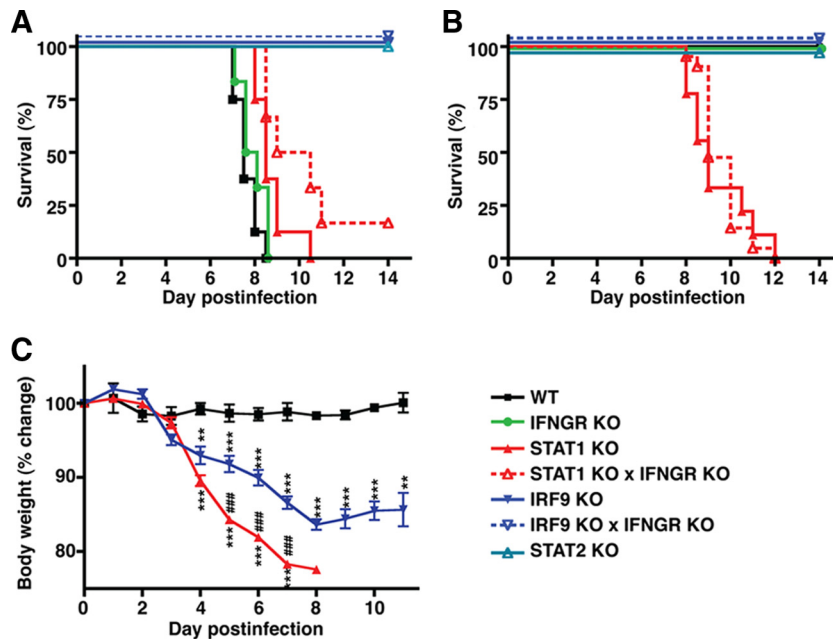 A
Survival (%)
100
75
50
25
0
0 2 4 6 8 10 12 14
Day postinfection
B
Survival (%)
100
75
50
25
0
0 2 4 6 8 10 12 14
Day postinfection
C
Body weight (% change)
100
90
80
** *** *** *** *** *** *** **
*** ### *** ### *** ### ***
0 2 4 6 8 10
Day postinfection
WT
IFNGR KO
STAT1 KO
STAT1 KO x IFNGR KO
IRF9 KO
IRF9 KO x IFNGR KO
STAT2 KO